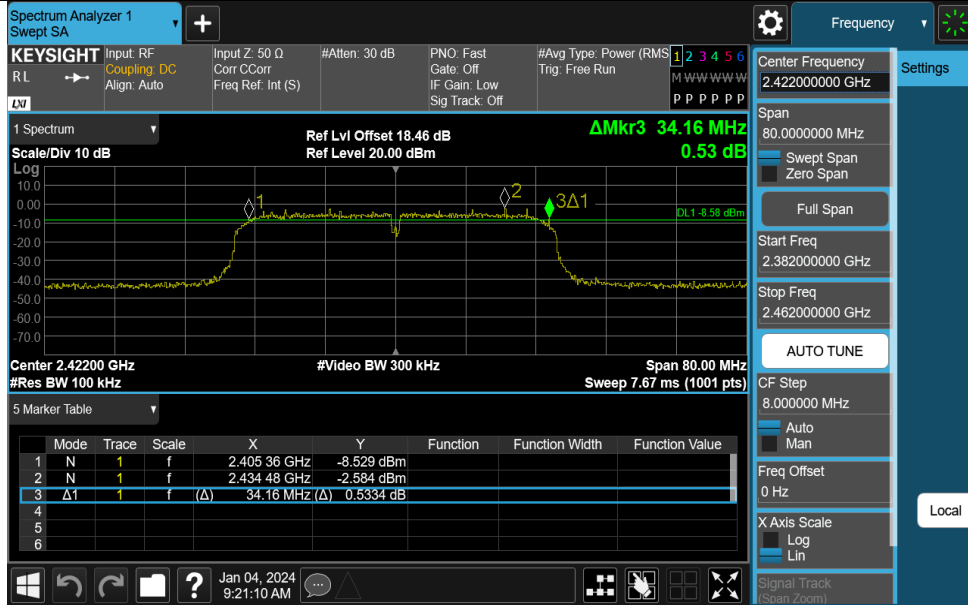 Spectrum Analyzer 1
Swept SA
Frequency
KEYSIGHT
R L
LXI
Input: RF
Coupling: DC
Align: Auto
Input Z: 50 Ω
Corr CCorr
Freq Ref: Int (S)
#Atten: 30 dB
PNO: Fast
Gate: Off
IF Gain: Low
Sig Track: Off
#Avg Type: Power (RMS
Trig: Free Run
1 2 3 4 5 6
M W W W W W
P P P P P P
1 Spectrum
Scale/Div 10 dB
Ref Lvl Offset 18.46 dB
Ref Level 20.00 dBm
ΔMkr3 34.16 MHz
0.53 dB
Log
10.0
0.00
-10.0
-20.0
-30.0
-40.0
-50.0
-60.0
-70.0
1
2
3Δ1
DL1 -8.58 dBm
Center 2.42200 GHz
#Video BW 300 kHz
Span 80.00 MHz
#Res BW 100 kHz
Sweep 7.67 ms (1001 pts)
5 Marker Table
Mode Trace Scale X Y Function Function Width Function Value
1 N 1 f 2.405 36 GHz -8.529 dBm
2 N 1 f 2.434 48 GHz -2.584 dBm
3 Δ1 1 f (Δ) 34.16 MHz (Δ) 0.5334 dB
4
5
6
Jan 04, 2024
9:21:10 AM
Center Frequency
2.422000000 GHz
Settings
Span
80.0000000 MHz
Swept Span
Zero Span
Full Span
Start Freq
2.382000000 GHz
Stop Freq
2.462000000 GHz
AUTO TUNE
CF Step
8.000000 MHz
Auto
Man
Freq Offset
0 Hz
Local
X Axis Scale
Log
Lin
Signal Track
(Span Zoom)